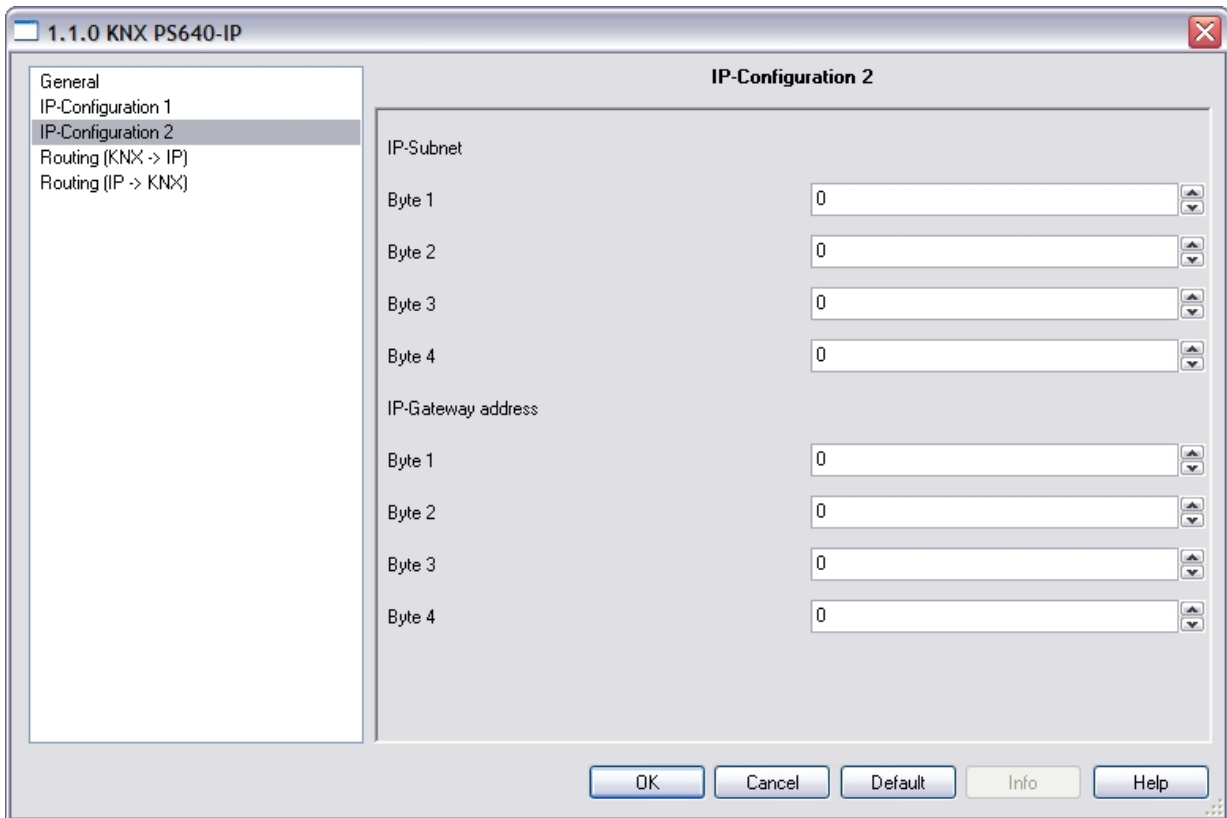 1.1.0 KNX PS640-IP
General
IP-Configuration 1
IP-Configuration 2
Routing (KNX -> IP)
Routing (IP -> KNX)
IP-Configuration 2
IP-Subnet
Byte 1 0
Byte 2 0
Byte 3 0
Byte 4 0
IP-Gateway address
Byte 1 0
Byte 2 0
Byte 3 0
Byte 4 0
OK Cancel Default Info Help